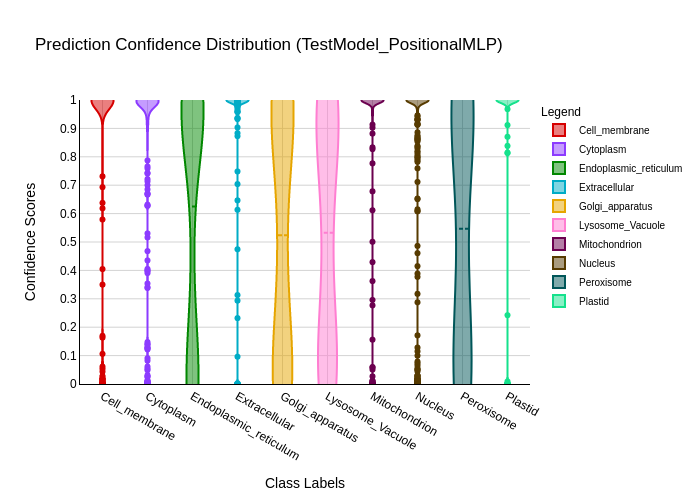 Prediction Confidence Distribution (TestModel_PositionalMLP)
Legend
Cell_membrane
Cytoplasm
Endoplasmic_reticulum
Extracellular
Golgi_apparatus
Lysosome_Vacuole
Mitochondrion
Nucleus
Peroxisome
Plastid
Confidence Scores
1
0.9
0.8
0.7
0.6
0.5
0.4
0.3
0.2
0.1
0
Cell_membrane
Cytoplasm
Endoplasmic_reticulum
Extracellular
Golgi_apparatus
Lysosome_Vacuole
Mitochondrion
Nucleus
Peroxisome
Plastid
Class Labels